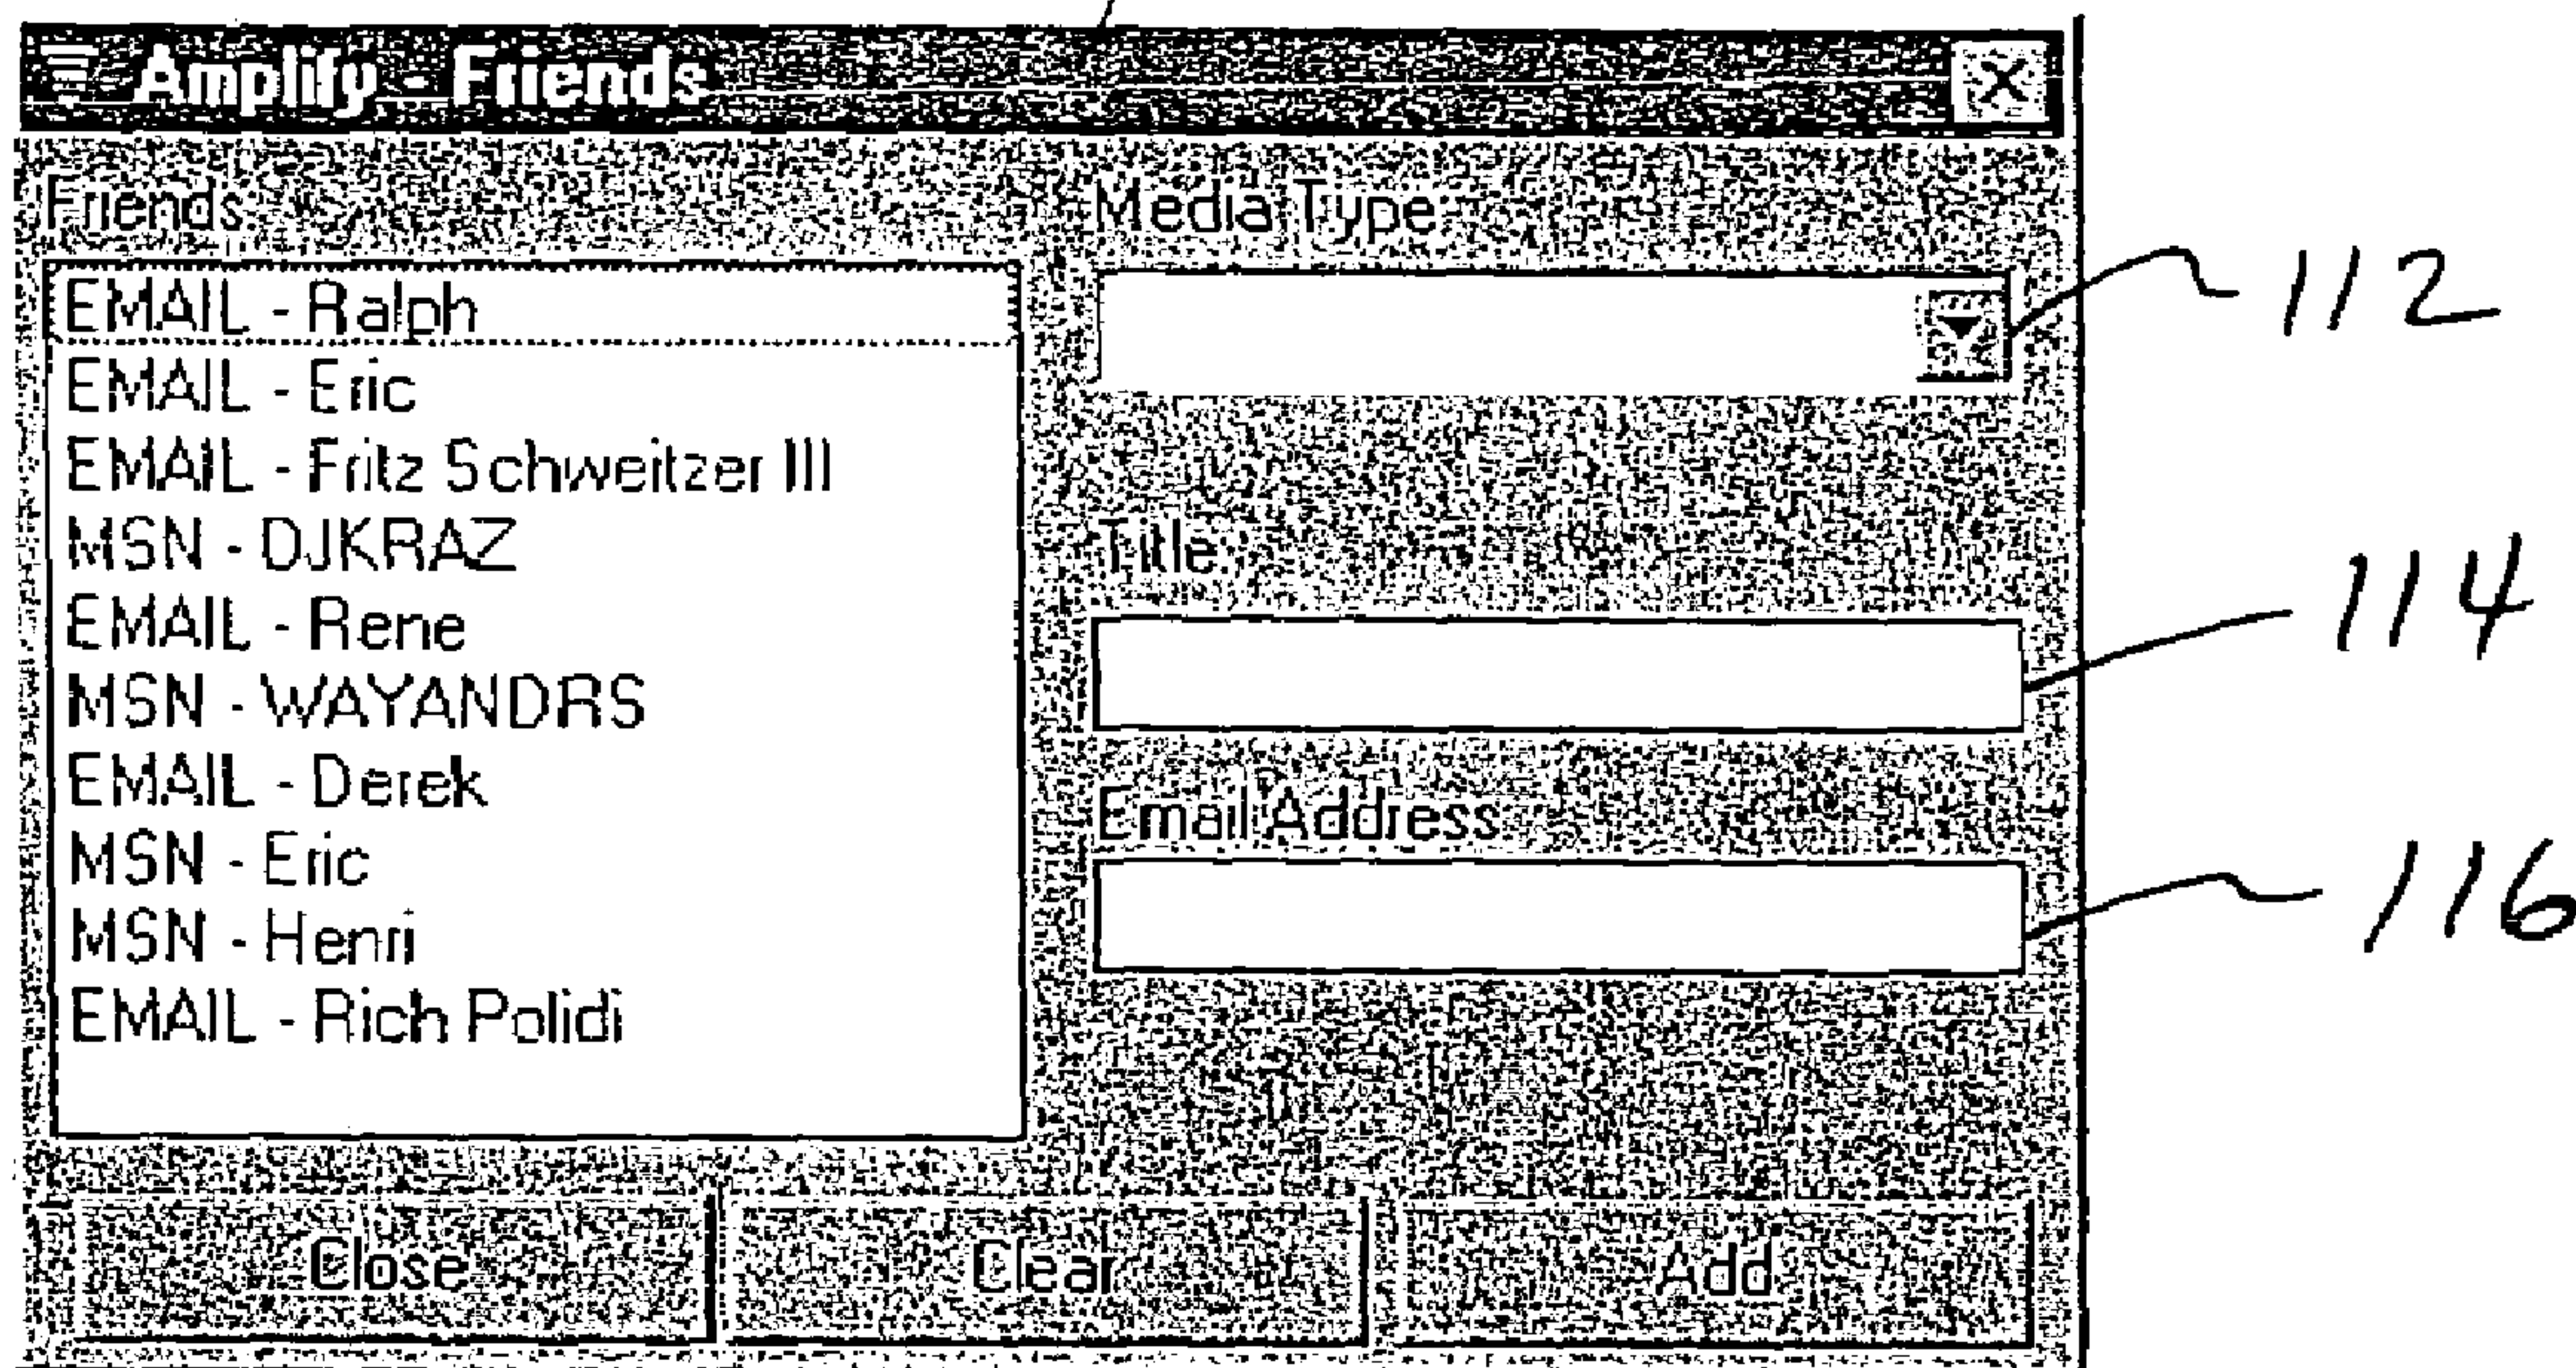 Amplify - Friends
Friends
EMAIL - Ralph
EMAIL - Eric
EMAIL - Fritz Schweitzer III
MSN - DJKRAZ
EMAIL - Rene
MSN - WAYANDRS
EMAIL - Derek
MSN - Eric
MSN - Henri
EMAIL - Rich Polidi
Media Type
112
Title
114
Email Address
116
Close
Clear
Add